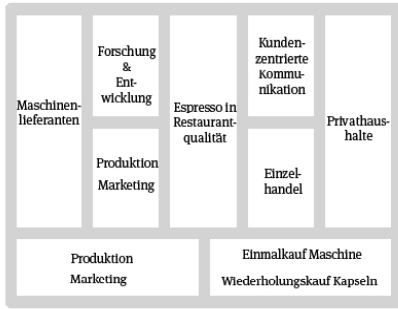 Maschinen-
lieferanten
Forschung
&
Ent-
wicklung
Produktion
Marketing
Espresso in
Restaurant-
qualität
Kunden-
zentrierte
Kommu-
nikation
Einzel-
handel
Privathaus-
halte
Produktion
Marketing
Einmalkauf Maschine
Wiederholungskauf Kapseln